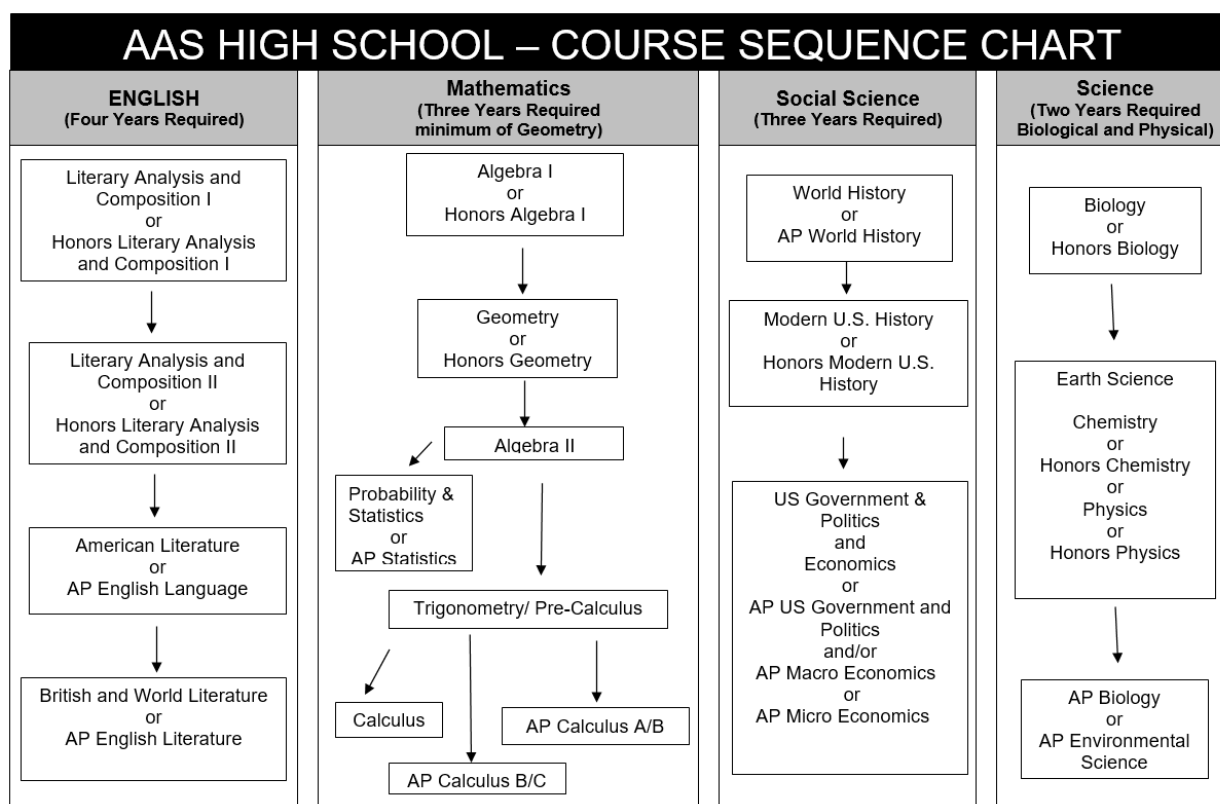 AAS HIGH SCHOOL – COURSE SEQUENCE CHART
ENGLISH
(Four Years Required)
Literary Analysis and
Composition I
or
Honors Literary Analysis
and Composition I
Literary Analysis and
Composition II
or
Honors Literary Analysis
and Composition II
American Literature
or
AP English Language
British and World Literature
or
AP English Literature
Mathematics
(Three Years Required
minimum of Geometry)
Algebra I
or
Honors Algebra I
Geometry
or
Honors Geometry
Algebra II
Probability &
Statistics
or
AP Statistics
Trigonometry/ Pre-Calculus
Calculus
AP Calculus A/B
AP Calculus B/C
Social Science
(Three Years Required)
World History
or
AP World History
Modern U.S. History
or
Honors Modern U.S.
History
US Government &
Politics
and
Economics
or
AP US Government and
Politics
and/or
AP Macro Economics
or
AP Micro Economics
Science
(Two Years Required
Biological and Physical)
Biology
or
Honors Biology
Earth Science
Chemistry
or
Honors Chemistry
or
Physics
or
Honors Physics
AP Biology
or
AP Environmental
Science